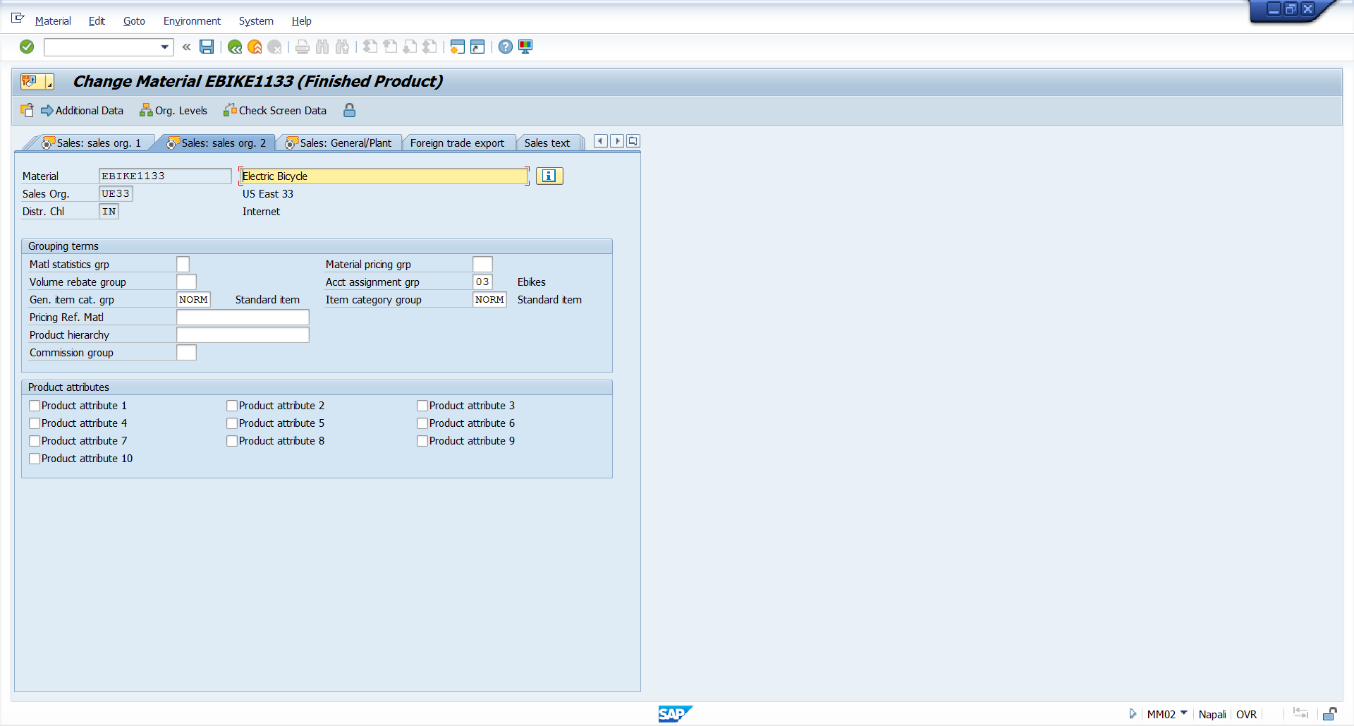 Material Edit Goto Environment System Help
Change Material EBIKE1133 (Finished Product)
Additional Data Org. Levels Check Screen Data
Sales: sales org. 1 Sales: sales org. 2 Sales: General/Plant Foreign trade export Sales text
Material EBIKE1133 Electric Bicycle
Sales Org. UE33 US East 33
Distr. Chl IN Internet
Grouping terms
Matl statistics grp Material pricing grp
Volume rebate group Acct assignment grp 03 Ebikes
Gen. item cat. grp NORM Standard item Item category group NORM Standard item
Pricing Ref. Matl
Product hierarchy
Commission group
Product attributes
Product attribute 1 Product attribute 2 Product attribute 3
Product attribute 4 Product attribute 5 Product attribute 6
Product attribute 7 Product attribute 8 Product attribute 9
Product attribute 10
SAP MM02 Napali OVR